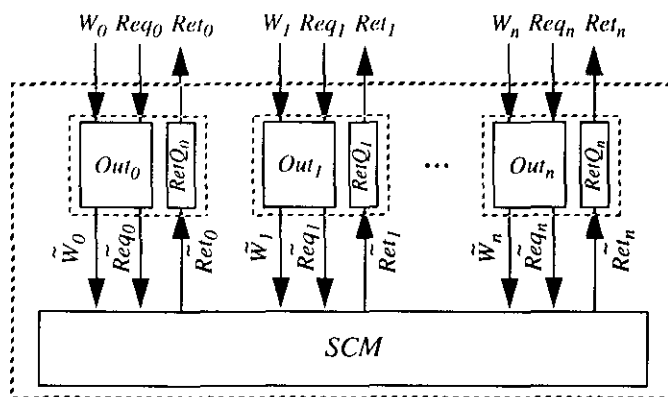 W₀ Req₀ Ret₀ W₁ Req₁ Ret₁ Wₙ Reqₙ Retₙ
Out₀ RetQ₀ Out₁ RetQ₁ ... Outₙ RetQₙ
W̃₀ R̃eq₀ R̃et₀ W̃₁ R̃eq₁ R̃et₁ W̃ₙ R̃eqₙ R̃etₙ
SCM